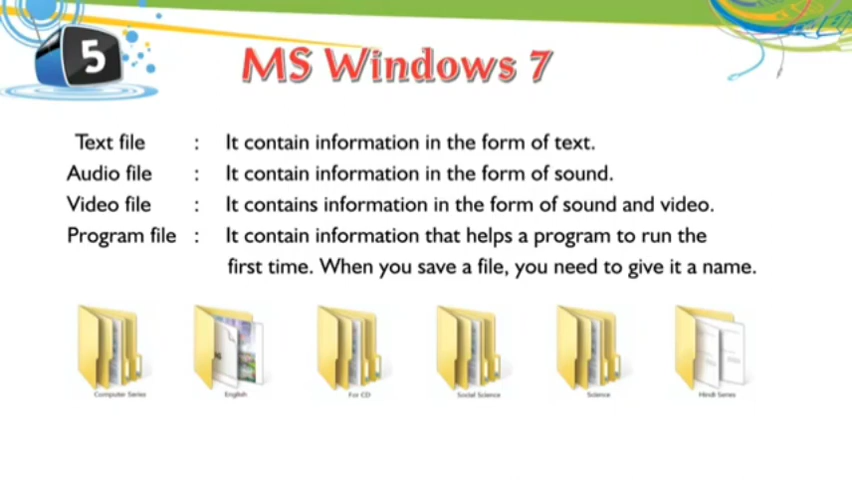 5
MS Windows 7
Text file : It contain information in the form of text.
Audio file : It contain information in the form of sound.
Video file : It contains information in the form of sound and video.
Program file : It contain information that helps a program to run the
first time. When you save a file, you need to give it a name.
Computer Series English For CD Social Science Science Hindi Series